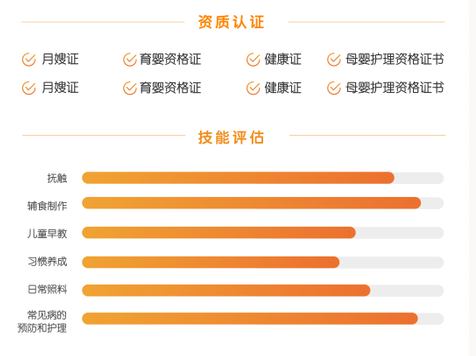 资质认证
月嫂证 育婴资格证 健康证 母婴护理资格证书
月嫂证 育婴资格证 健康证 母婴护理资格证书
技能评估
抚触
辅食制作
儿童早教
习惯养成
日常照料
常见病的
预防和护理